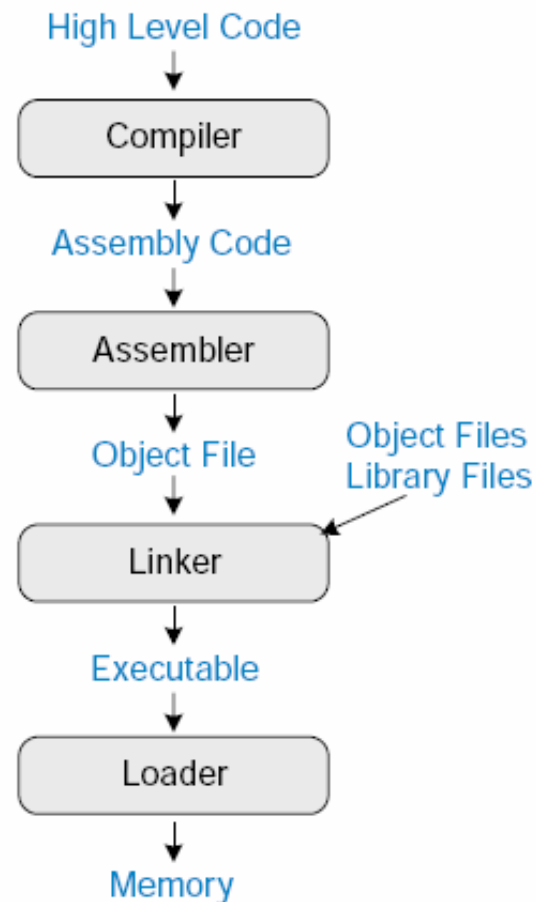 High Level Code
Compiler
Assembly Code
Assembler
Object File
Object Files
Library Files
Linker
Executable
Loader
Memory